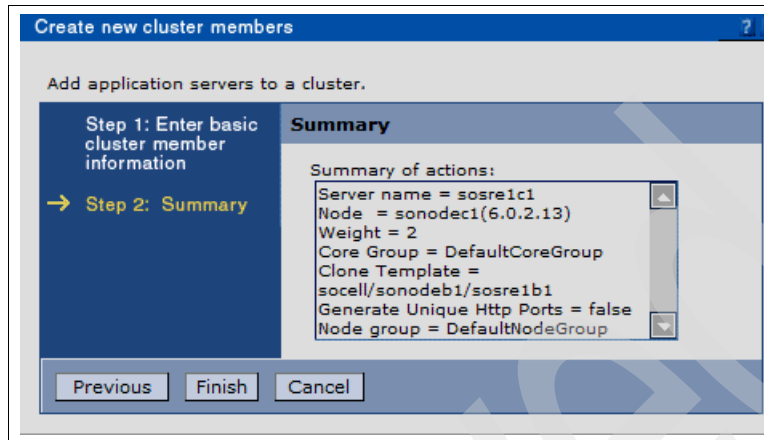 Create new cluster members
?
Add application servers to a cluster.
Step 1: Enter basic
cluster member
information
Step 2: Summary
Summary
Summary of actions:
Server name = sosre1c1
Node = sonodec1(6.0.2.13)
Weight = 2
Core Group = DefaultCoreGroup
Clone Template =
socell/sonodeb1/sosre1b1
Generate Unique Http Ports = false
Node group = DefaultNodeGroup
Previous
Finish
Cancel